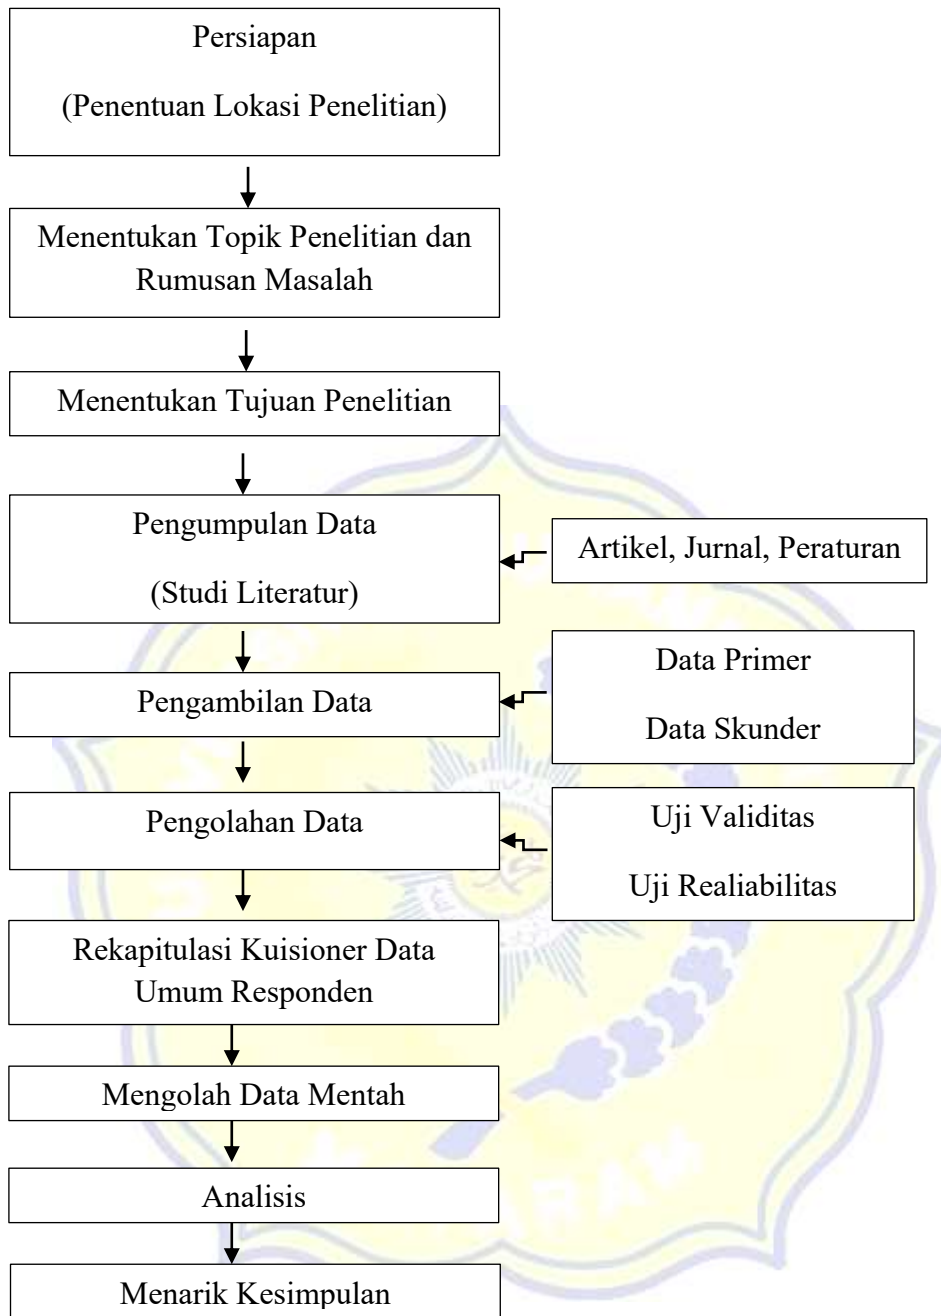 Persiapan
(Penentuan Lokasi Penelitian)
Menentukan Topik Penelitian dan
Rumusan Masalah
Menentukan Tujuan Penelitian
Pengumpulan Data
(Studi Literatur)
Artikel, Jurnal, Peraturan
Pengambilan Data
Data Primer
Data Skunder
Pengolahan Data
Uji Validitas
Uji Realiabilitas
Rekapitulasi Kuisioner Data
Umum Responden
Mengolah Data Mentah
Analisis
Menarik Kesimpulan